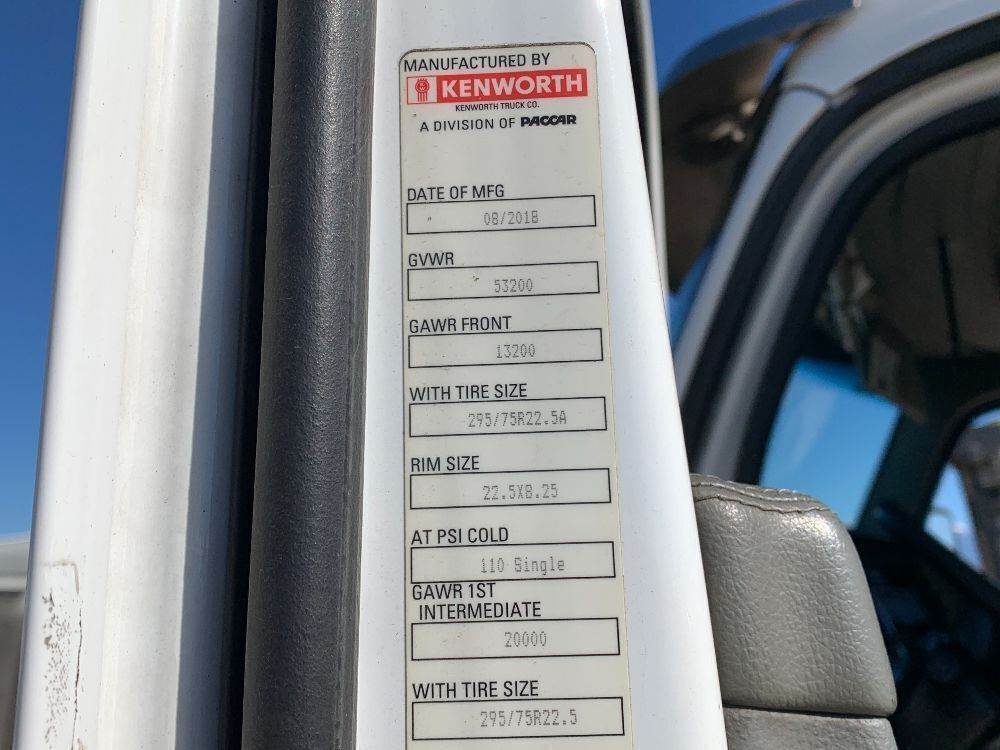 MANUFACTURED BY
KENWORTH
KENWORTH TRUCK CO.
A DIVISION OF PACCAR
DATE OF MFG
08/2018
GVWR
53200
GAWR FRONT
13200
WITH TIRE SIZE
295/75R22.5A
RIM SIZE
22.5X8.25
AT PSI COLD
110 Single
GAWR 1ST
INTERMEDIATE
20000
WITH TIRE SIZE
295/75R22.5